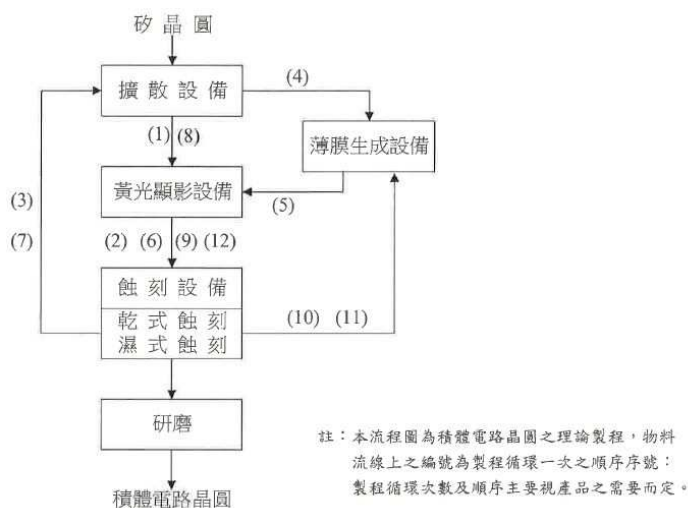 矽晶圓
擴散設備
(4)
(1) (8)
薄膜生成設備
黃光顯影設備
(5)
(3)
(7)
(2) (6) (9) (12)
蝕刻設備
乾式蝕刻
濕式蝕刻
(10) (11)
研磨
積體電路晶圓
註：本流程圖為積體電路晶圓之理論製程，物料
流線上之編號為製程循環一次之順序序號：
製程循環次數及順序主要視產品之需要而定。